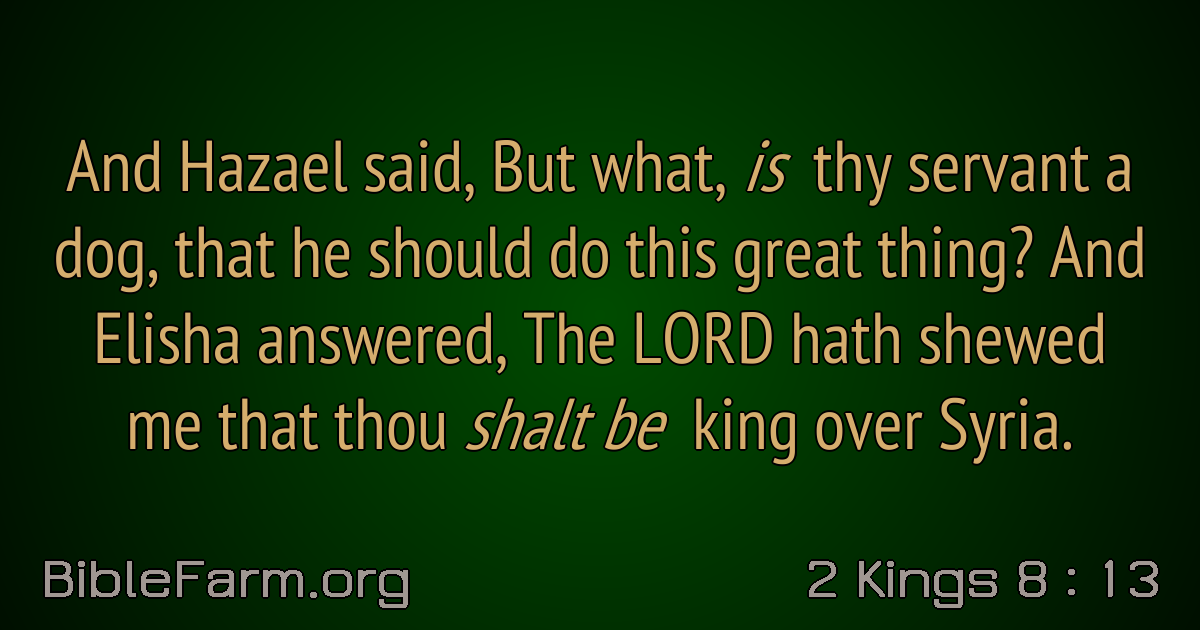 And Hazael said, But what, is thy servant a
dog, that he should do this great thing? And
Elisha answered, The LORD hath shewed
me that thou shalt be king over Syria.
BibleFarm.org
2 Kings 8 : 13